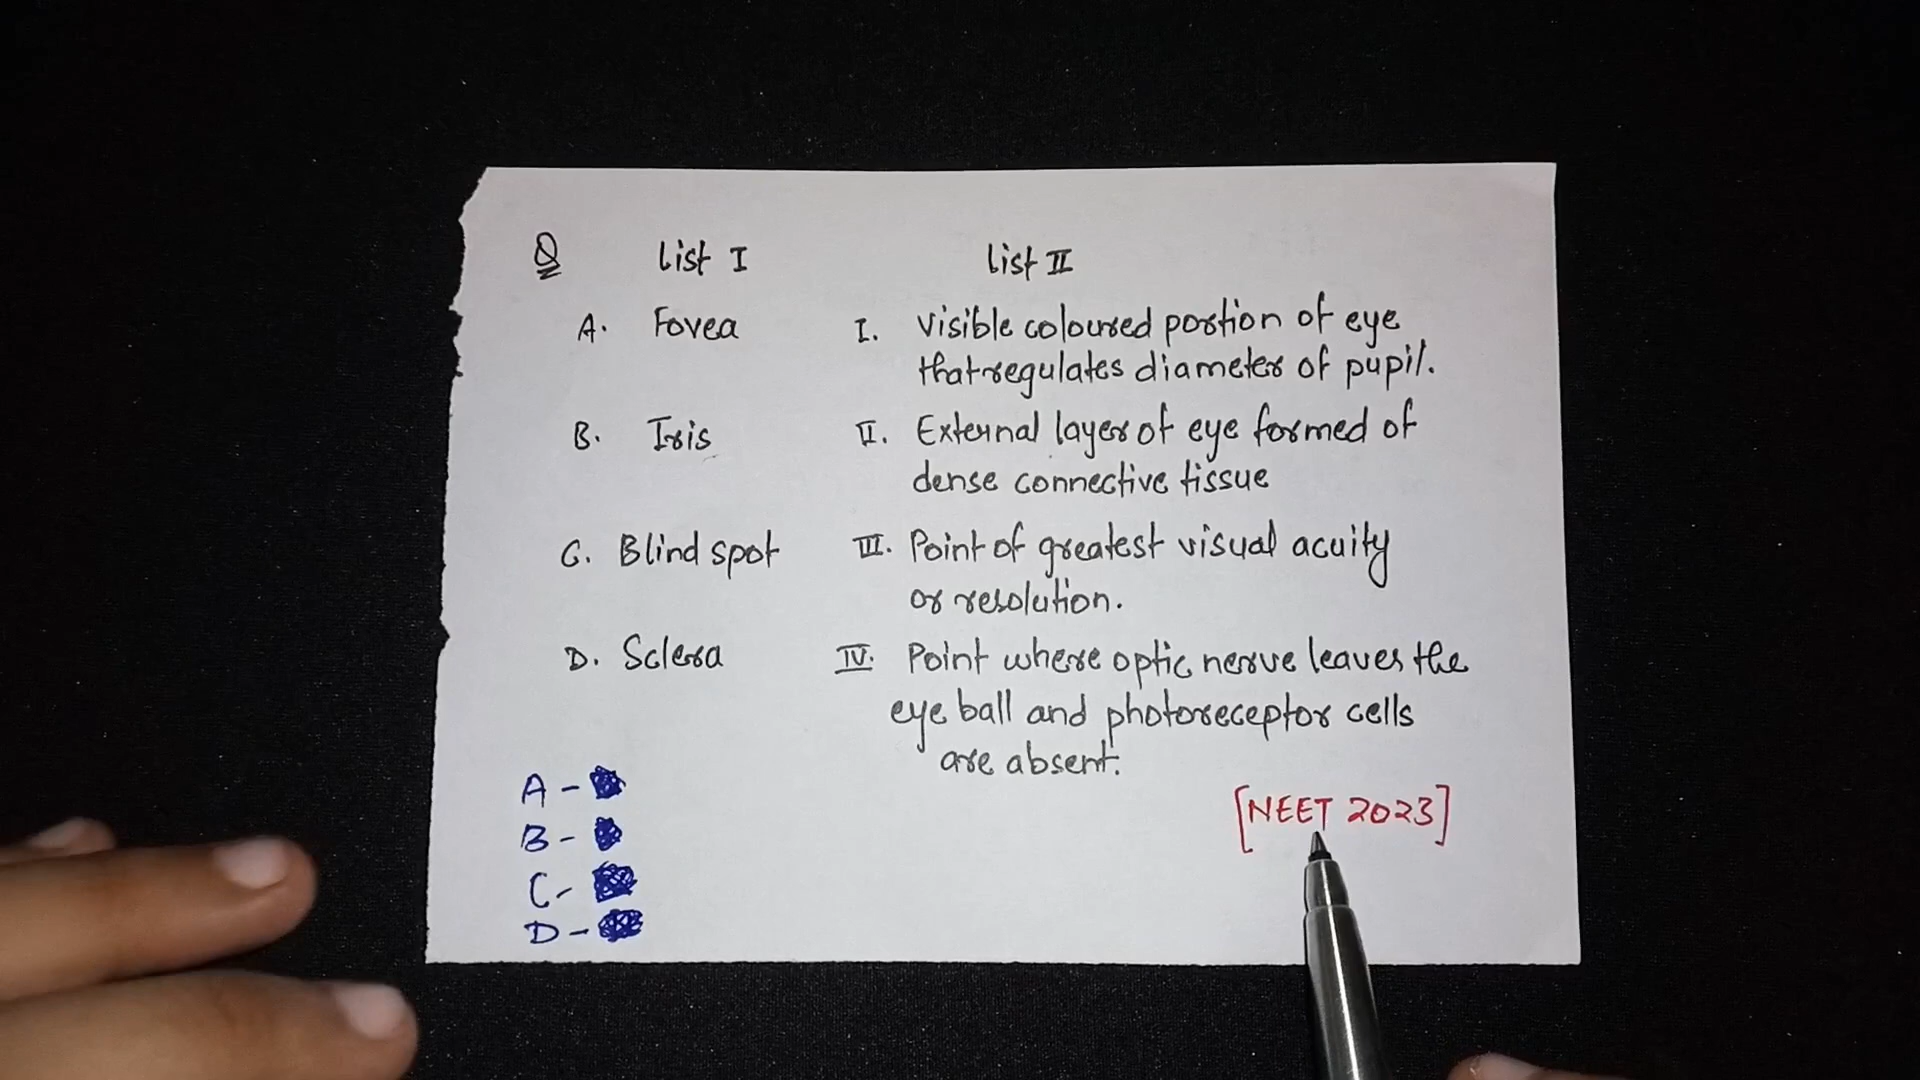 Q List I List II
A. Fovea I. Visible coloured portion of eye
that regulates diameter of pupil.
B. Iris II. External layer of eye formed of
dense connective tissue
C. Blind spot III. Point of greatest visual acuity
or resolution.
D. Sclera IV. Point where optic nerve leaves the
eye ball and photoreceptor cells
are absent.
A -
B -
C -
D -
[NEET 2023]